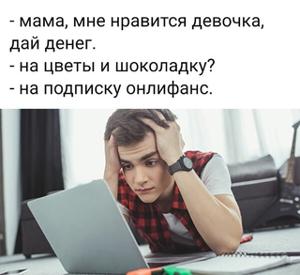 - мама, мне нравится девочка,
дай денег.
- на цветы и шоколадку?
- на подписку онлифанс.